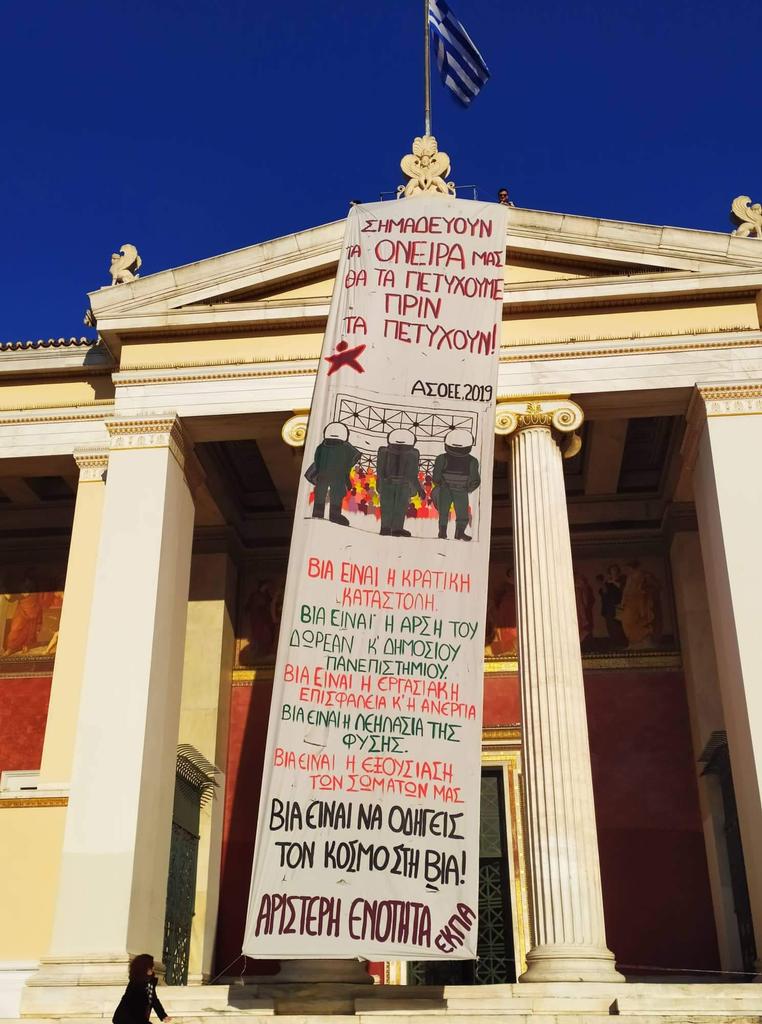 ΣΗΜΑΔΕΥΟΥΝ
ΤΑ ΟΝΕΙΡΑ ΜΑΣ
ΘΑ ΤΑ ΠΕΤΥΧΟΥΜΕ
ΠΡΙΝ
ΤΑ ΠΕΤΥΧΟΥΝ!
ΑΣΟΕΕ, 2019
ΒΙΑ ΕΙΝΑΙ Η ΚΡΑΤΙΚΗ
ΚΑΤΑΣΤΟΛΗ.
ΒΙΑ ΕΙΝΑΙ Η ΑΡΣΗ ΤΟΥ
ΔΩΡΕΑΝ Κ' ΔΗΜΟΣΙΟΥ
ΠΑΝΕΠΙΣΤΗΜΙΟΥ.
ΒΙΑ ΕΙΝΑΙ Η ΕΡΓΑΣΙΑΚΗ
ΕΠΙΣΦΑΛΕΙΑ Κ' Η ΑΝΕΡΓΙΑ
ΒΙΑ ΕΙΝΑΙ Η ΛΕΗΛΑΣΙΑ ΤΗΣ
ΦΥΣΗΣ.
ΒΙΑ ΕΙΝΑΙ Η ΕΞΟΥΣΙΑΣΗ
ΤΩΝ ΣΩΜΑΤΩΝ ΜΑΣ
ΒΙΑ ΕΙΝΑΙ ΝΑ ΟΔΗΓΕΙΣ
ΤΟΝ ΚΟΣΜΟ ΣΤΗ ΒΙΑ!
ΑΡΙΣΤΕΡΗ ΕΝΟΤΗΤΑ ΕΚΠΑ